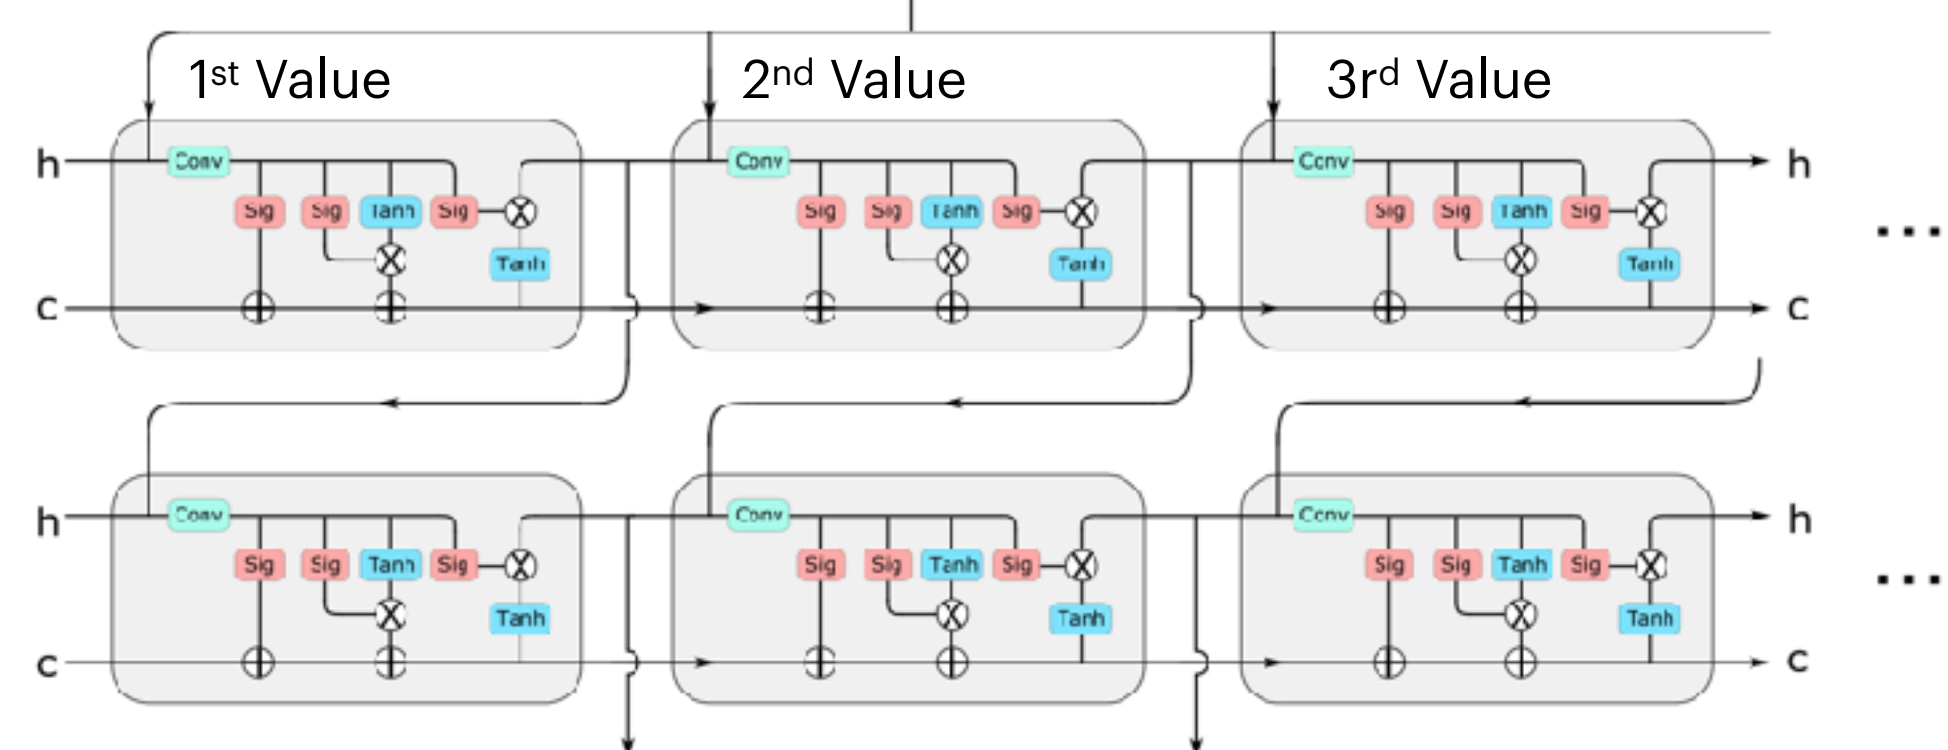 1st Value 2nd Value 3rd Value
h Conv Conv Conv h
Sig Sig Tanh Sig Sig Sig Tanh Sig Sig Sig Tanh Sig
...
Tanh Tanh Tanh
c c
h Conv Conv Conv h
Sig Sig Tanh Sig Sig Sig Tanh Sig Sig Sig Tanh Sig
...
Tanh Tanh Tanh
c c